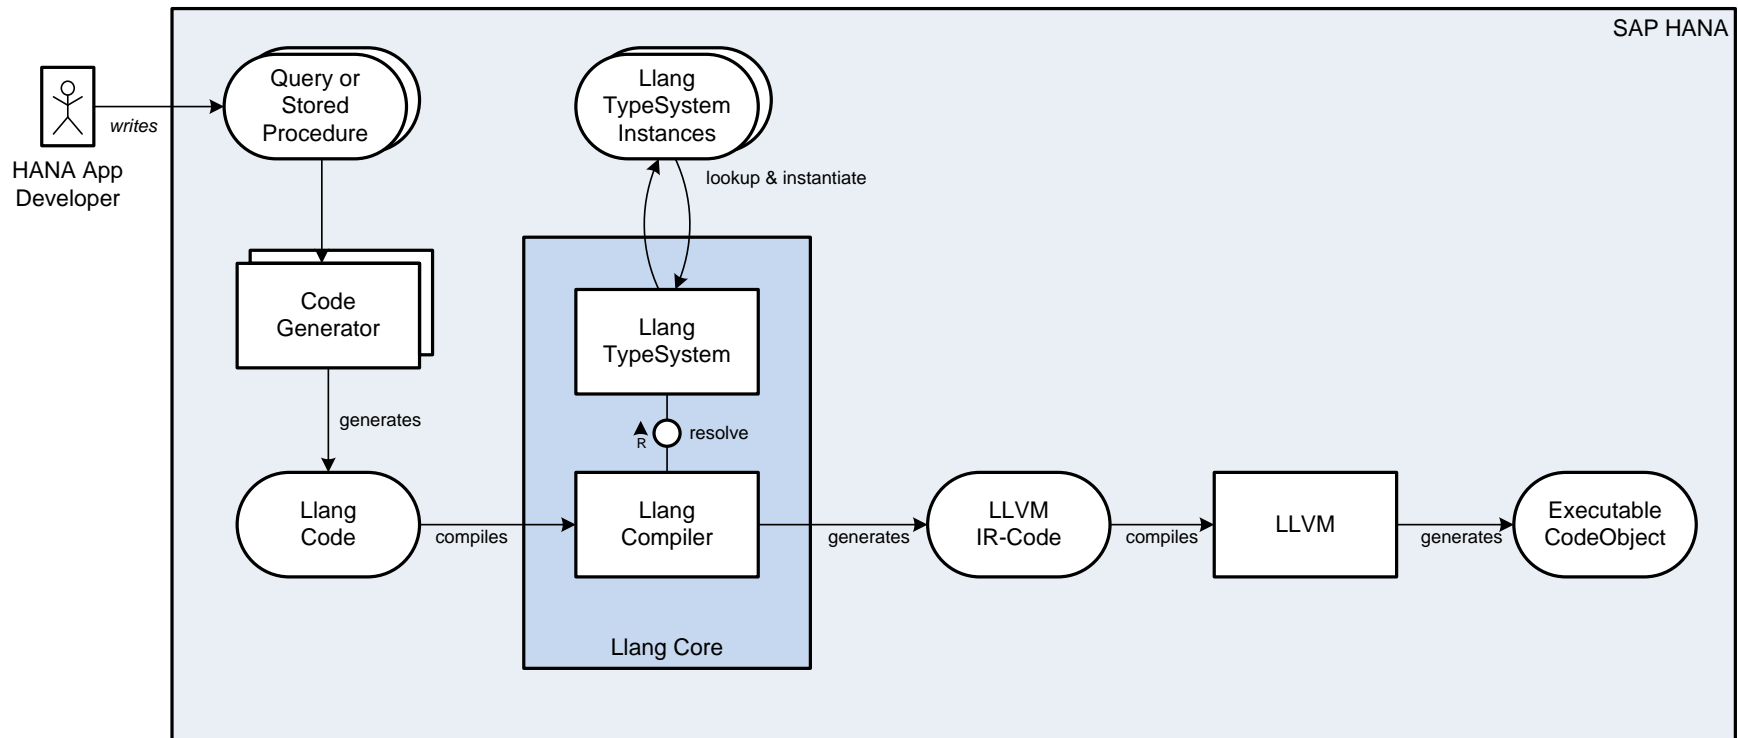 SAP HANA
Query or
Stored
Procedure
Llang
TypeSystem
Instances
writes
HANA App
Developer
lookup & instantiate
Code
Generator
Llang
TypeSystem
generates
R
resolve
Llang
Code
compiles
Llang
Compiler
generates
LLVM
IR-Code
compiles
LLVM
generates
Executable
CodeObject
Llang Core